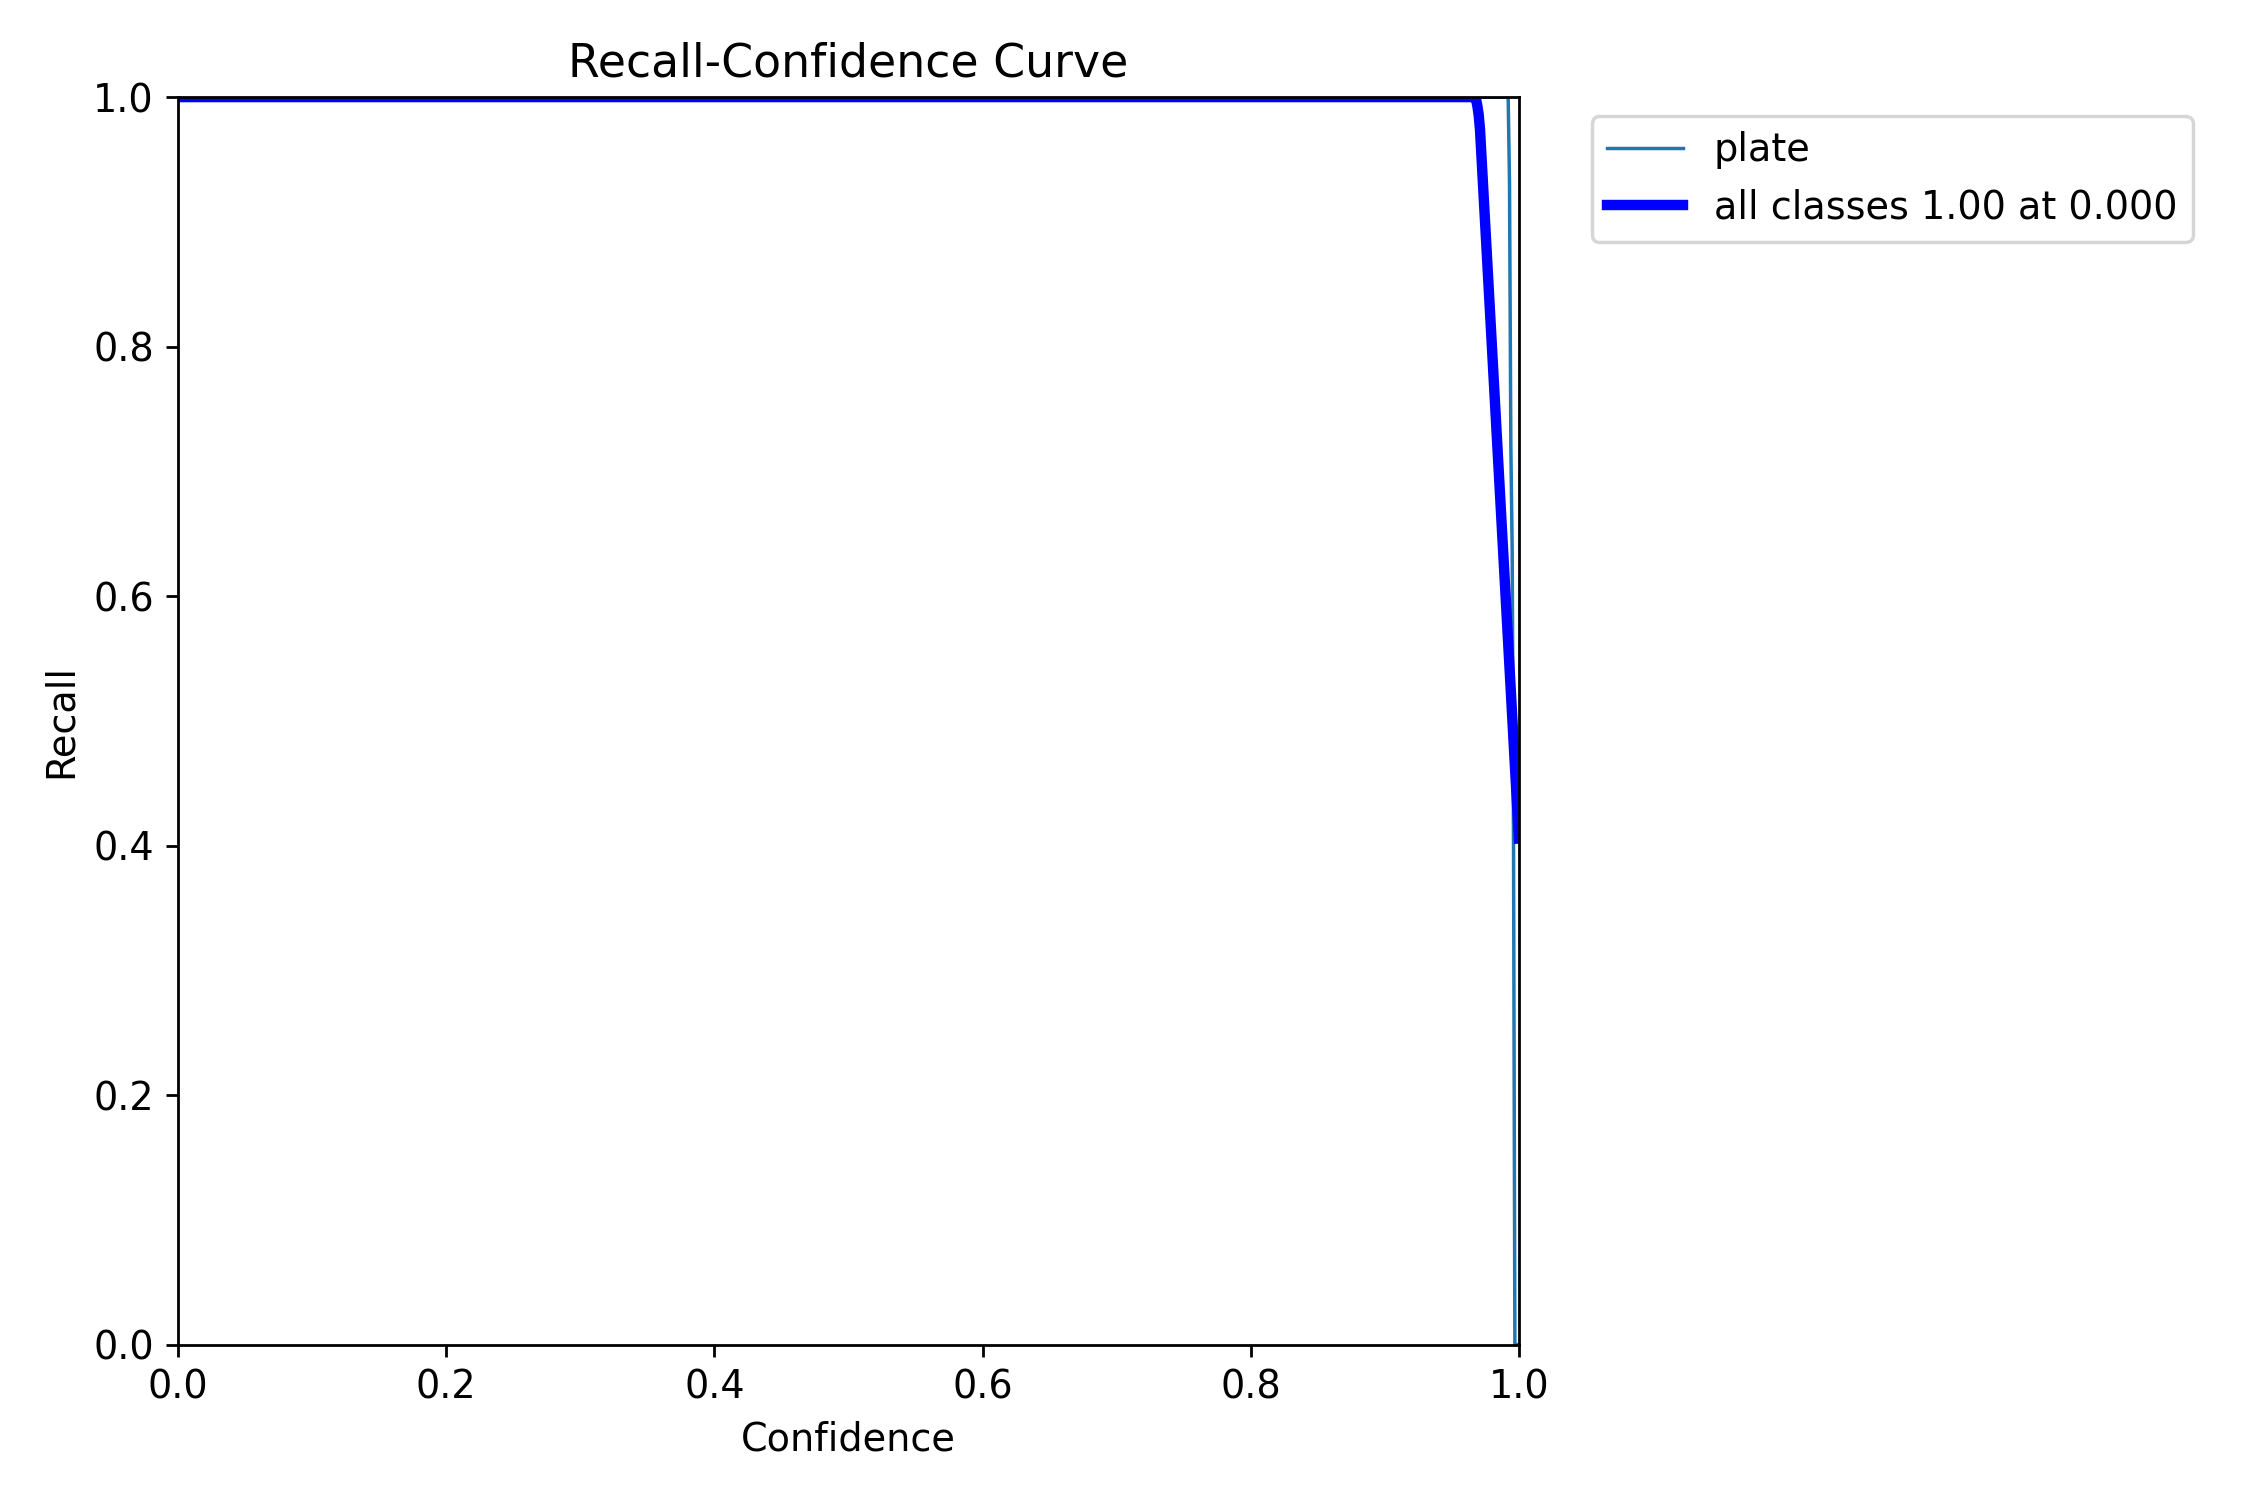 Recall-Confidence Curve
1.0
0.8
0.6
0.4
0.2
0.0
Recall
0.0 0.2 0.4 0.6 0.8 1.0
Confidence
plate
all classes 1.00 at 0.000